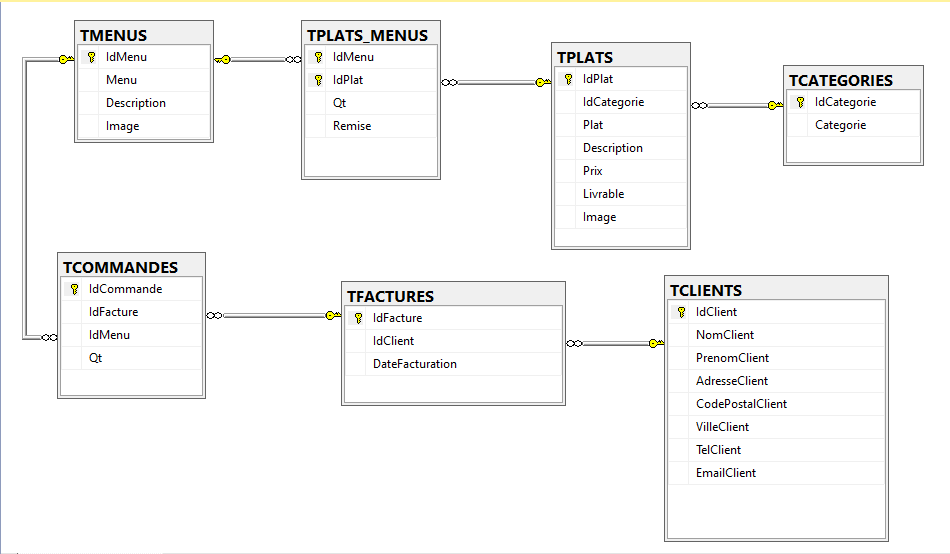 TMENUS
IdMenu
Menu
Description
Image
TPLATS_MENUS
IdMenu
IdPlat
Qt
Remise
TPLATS
IdPlat
IdCategorie
Plat
Description
Prix
Livrable
Image
TCATEGORIES
IdCategorie
Categorie
TCOMMANDES
IdCommande
IdFacture
IdMenu
Qt
TFACTURES
IdFacture
IdClient
DateFacturation
TCLIENTS
IdClient
NomClient
PrenomClient
AdresseClient
CodePostalClient
VilleClient
TelClient
EmailClient